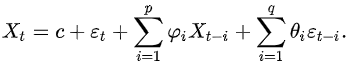 $X_t = c + \varepsilon_t + \sum_{i=1}^{p} \varphi_i X_{t-i} + \sum_{i=1}^{q} \theta_i \varepsilon_{t-i}.$